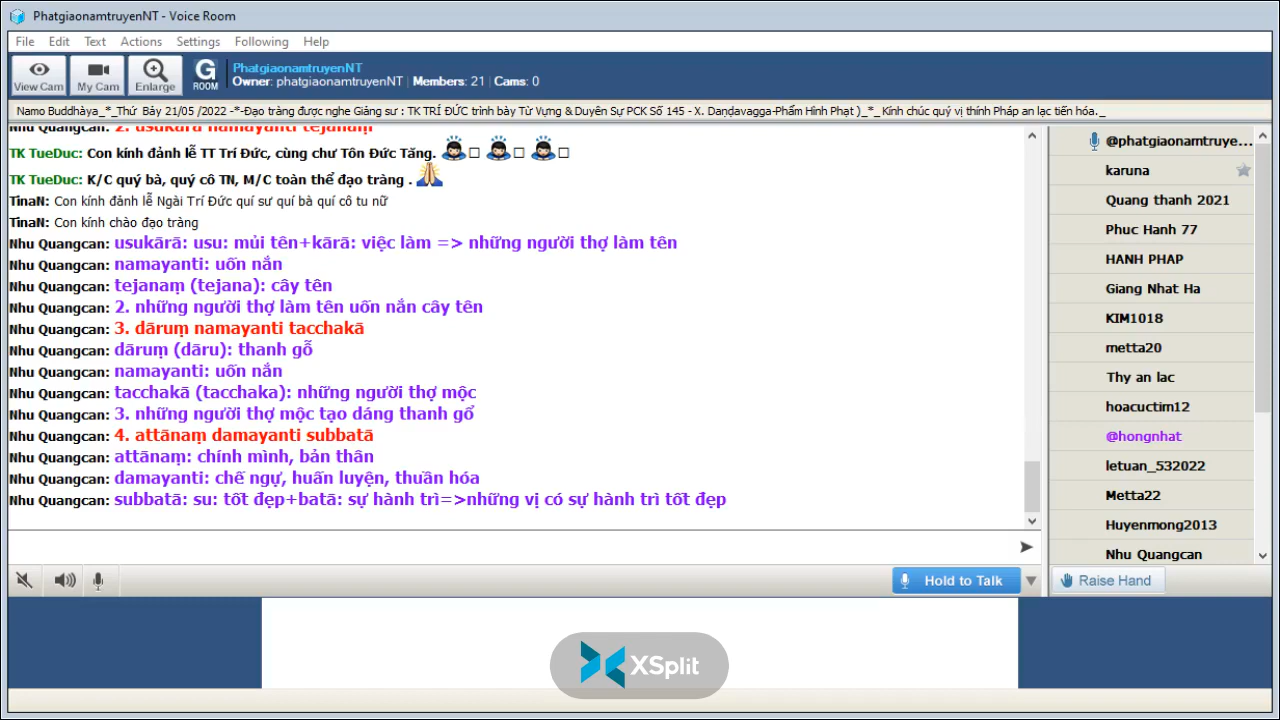 PhatgiaonamtruyenNT - Voice Room
File Edit Text Actions Settings Following Help
View Cam My Cam Enlarge G ROOM
PhatgiaonamtruyenNT
Owner: phatgiaonamtruyenNT | Members: 21 | Cams: 0
Namo Buddhàya_*_Thứ Bảy 21/05 /2022 -*-Đạo tràng được nghe Giảng sư : TK TRÍ ĐỨC trình bày Từ Vựng & Duyên Sự PCK Số 145 - X. Daṇḍavagga-Phẩm Hình Phạt )_*_ Kính chúc quý vị thính Pháp an lạc tiến hóa._
Nhu Quangcan: 2. usukārā namayanti tejanaṃ
TK TueDuc: Con kính đảnh lễ TT Trí Đức, cùng chư Tôn Đức Tăng.
TK TueDuc: K/C quý bà, quý cô TN, M/C toàn thể đạo tràng .
TinaN: Con kính đảnh lễ Ngài Trí Đức quí sư quí bà quí cô tu nữ
TinaN: Con kính chào đạo tràng
Nhu Quangcan: usukārā: usu: mủi tên+kārā: việc làm => những người thợ làm tên
Nhu Quangcan: namayanti: uốn nắn
Nhu Quangcan: tejanaṃ (tejana): cây tên
Nhu Quangcan: 2. những người thợ làm tên uốn nắn cây tên
Nhu Quangcan: 3. dāruṃ namayanti tacchakā
Nhu Quangcan: dāruṃ (dāru): thanh gỗ
Nhu Quangcan: namayanti: uốn nắn
Nhu Quangcan: tacchakā (tacchaka): những người thợ mộc
Nhu Quangcan: 3. những người thợ mộc tạo dáng thanh gổ
Nhu Quangcan: 4. attānaṃ damayanti subbatā
Nhu Quangcan: attānaṃ: chính mình, bản thân
Nhu Quangcan: damayanti: chế ngự, huấn luyện, thuần hóa
Nhu Quangcan: subbatā: su: tốt đẹp+batā: sự hành trì=>những vị có sự hành trì tốt đẹp
@phatgiaonamtruye...
karuna
Quang thanh 2021
Phuc Hanh 77
HANH PHAP
Giang Nhat Ha
KIM1018
metta20
Thy an lac
hoacuctim12
@hongnhat
letuan_532022
Metta22
Huyenmong2013
Nhu Quangcan
Hold to Talk
Raise Hand
XSplit